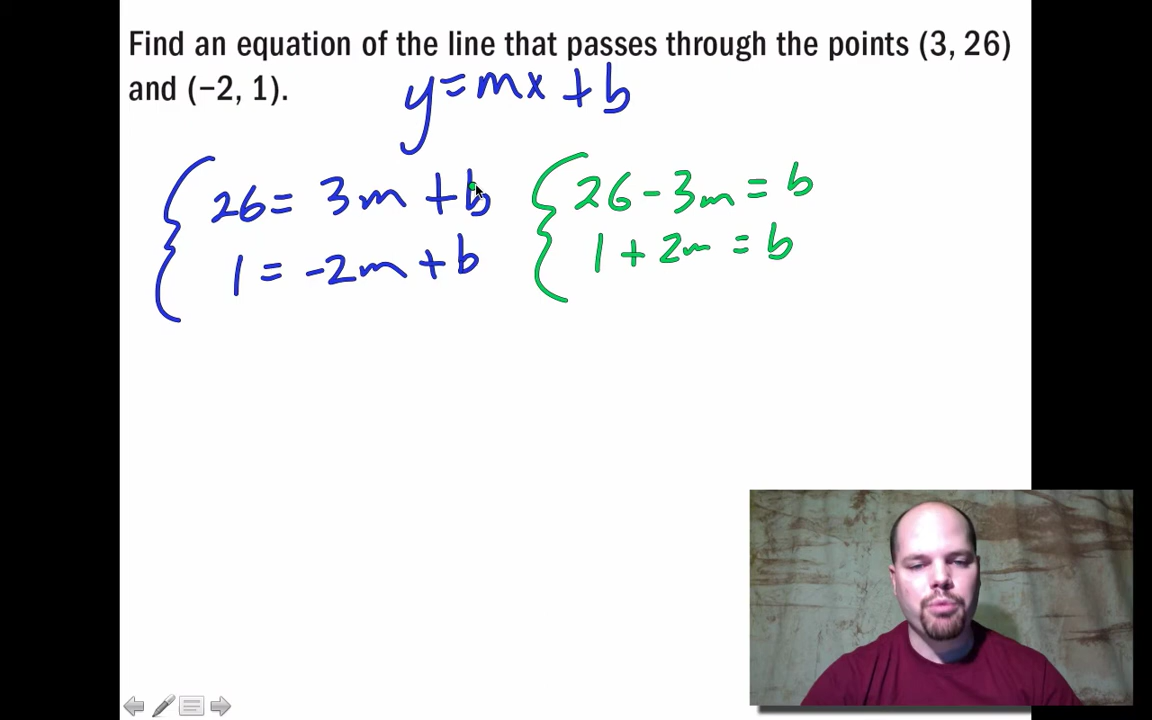 Find an equation of the line that passes through the points (3, 26)
and (−2, 1).
y = mx + b
26 = 3m + b
1 = -2m + b
26 - 3m = b
1 + 2m = b